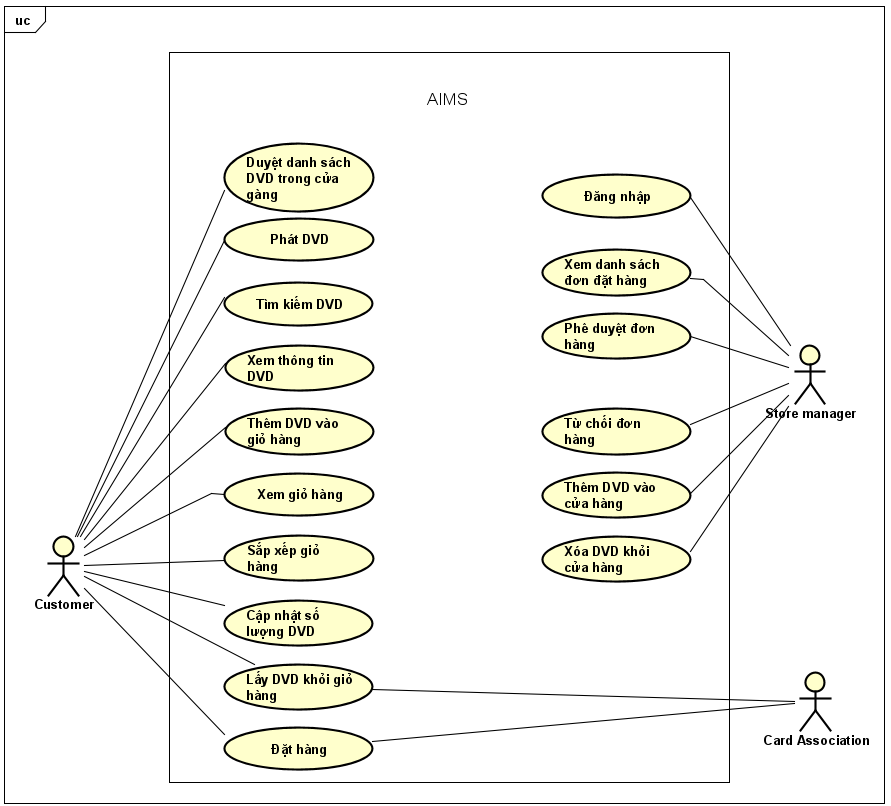 uc
AIMS
Duyệt danh sách
DVD trong cửa
gàng
Phát DVD
Tìm kiếm DVD
Xem thông tin
DVD
Thêm DVD vào
giỏ hàng
Xem giỏ hàng
Sắp xếp giỏ
hàng
Cập nhật số
lượng DVD
Lấy DVD khỏi giỏ
hàng
Đặt hàng
Customer
Đăng nhập
Xem danh sách
đơn đặt hàng
Phê duyệt đơn
hàng
Từ chối đơn
hàng
Thêm DVD vào
cửa hàng
Xóa DVD khỏi
cửa hàng
Store manager
Card Association